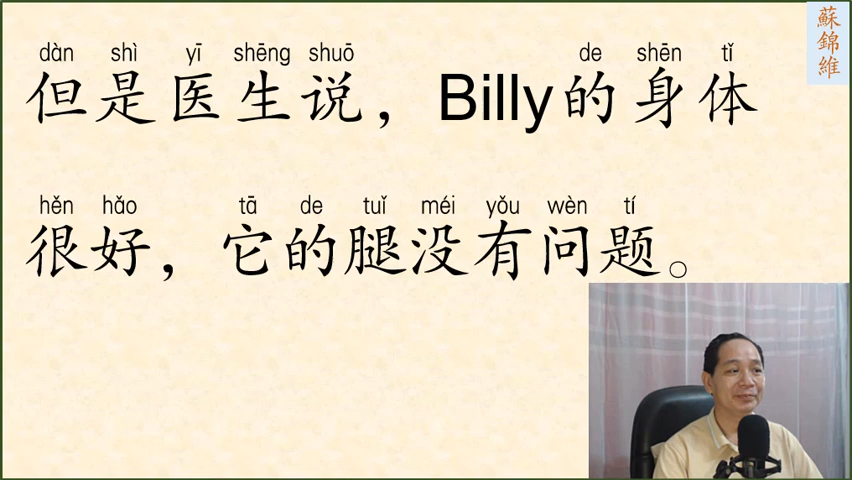 dàn shì yī shēng shuō de shēn tǐ
但是医生说，Billy的身体
hěn hǎo tā de tuǐ méi yǒu wèn tí
很好，它的腿没有问题。
蘇錦維